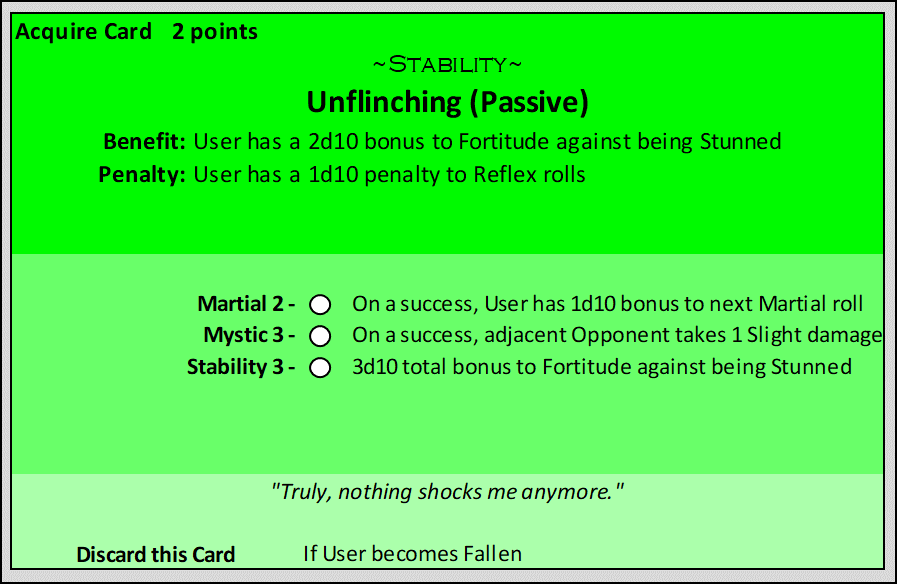 Acquire Card 2 points
~STABILITY~
Unflinching (Passive)
Benefit: User has a 2d10 bonus to Fortitude against being Stunned
Penalty: User has a 1d10 penalty to Reflex rolls
Martial 2 - On a success, User has 1d10 bonus to next Martial roll
Mystic 3 - On a success, adjacent Opponent takes 1 Slight damage
Stability 3 - 3d10 total bonus to Fortitude against being Stunned
"Truly, nothing shocks me anymore."
Discard this Card If User becomes Fallen